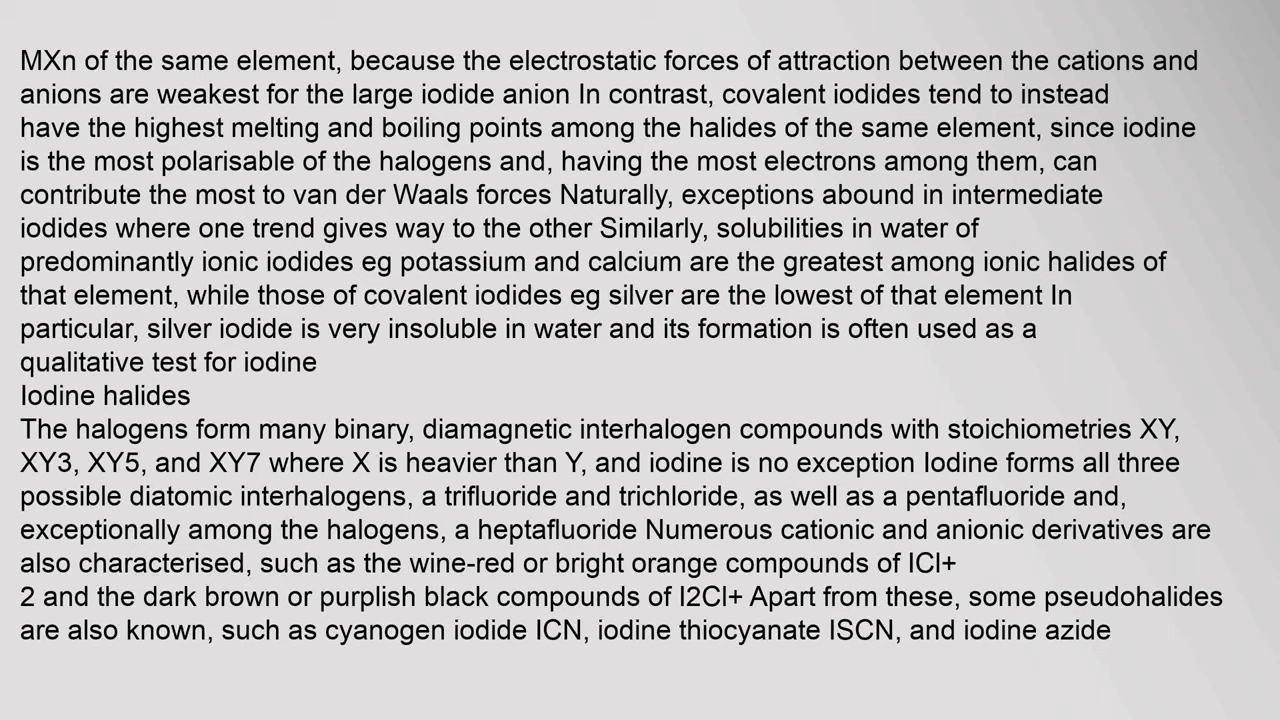 MXn of the same element, because the electrostatic forces of attraction between the cations and
anions are weakest for the large iodide anion In contrast, covalent iodides tend to instead
have the highest melting and boiling points among the halides of the same element, since iodine
is the most polarisable of the halogens and, having the most electrons among them, can
contribute the most to van der Waals forces Naturally, exceptions abound in intermediate
iodides where one trend gives way to the other Similarly, solubilities in water of
predominantly ionic iodides eg potassium and calcium are the greatest among ionic halides of
that element, while those of covalent iodides eg silver are the lowest of that element In
particular, silver iodide is very insoluble in water and its formation is often used as a
qualitative test for iodine
Iodine halides
The halogens form many binary, diamagnetic interhalogen compounds with stoichiometries XY,
XY3, XY5, and XY7 where X is heavier than Y, and iodine is no exception Iodine forms all three
possible diatomic interhalogens, a trifluoride and trichloride, as well as a pentafluoride and,
exceptionally among the halogens, a heptafluoride Numerous cationic and anionic derivatives are
also characterised, such as the wine-red or bright orange compounds of ICl+
2 and the dark brown or purplish black compounds of I2Cl+ Apart from these, some pseudohalides
are also known, such as cyanogen iodide ICN, iodine thiocyanate ISCN, and iodine azide